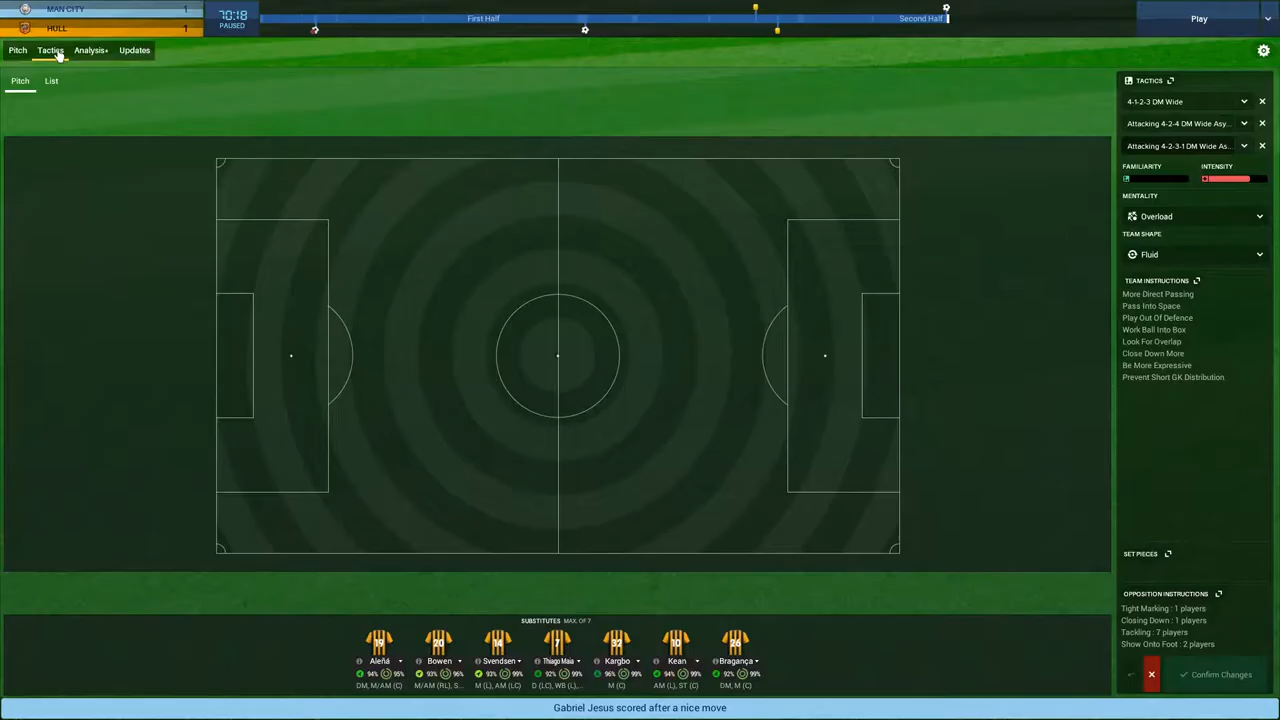 MAN CITY 1
HULL 1
70:18
PAUSED
First Half
Second Half
Play
Pitch Tactics Analysis Updates
Pitch List
TACTICS
4-1-2-3 DM Wide
Attacking 4-2-4 DM Wide Asy...
Attacking 4-2-3-1 DM Wide As...
FAMILIARITY INTENSITY
MENTALITY
Overload
TEAM SHAPE
Fluid
TEAM INSTRUCTIONS
More Direct Passing
Pass Into Space
Play Out Of Defence
Work Ball Into Box
Look For Overlap
Close Down More
Be More Expressive
Prevent Short GK Distribution
SET PIECES
OPPOSITION INSTRUCTIONS
Tight Marking : 1 players
Closing Down : 1 players
Tackling : 7 players
Show Onto Foot : 2 players
Confirm Changes
SUBSTITUTES MAX. OF 7
19 20 14 7 32 10 26
Aleñá Bowen Svendsen Thiago Maia Kargbo Kean Bragança
94% 95% 93% 96% 93% 99% 92% 99% 96% 99% 94% 99% 92% 99%
DM, M/AM (C) M/AM (RL), S... M (L), AM (LC) D (LC), WB (L),... M (C) AM (L), ST (C) DM, M (C)
Gabriel Jesus scored after a nice move